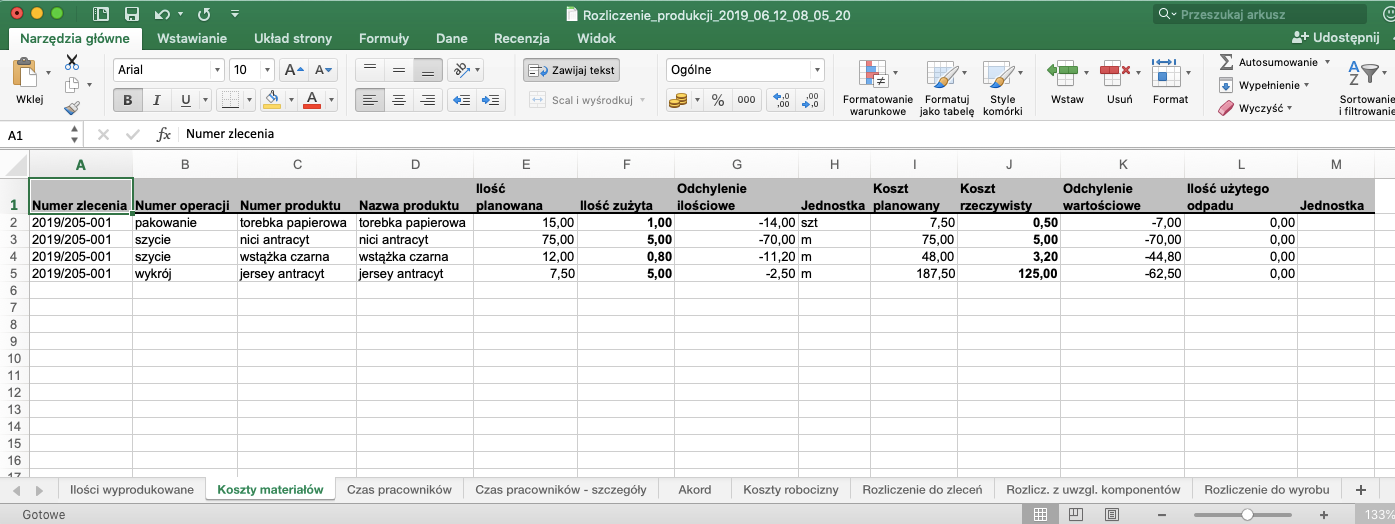 Rozliczenie_produkcji_2019_06_12_08_05_20
Przeszukaj arkusz
Narzędzia główne Wstawianie Układ strony Formuły Dane Recenzja Widok Udostępnij
Arial 10 Zawijaj tekst Ogólne Autosumowanie
Wypełnienie
Wklej B I U A Scal i wyśrodkuj % 000 Formatowanie warunkowe Formatuj jako tabelę Style komórki Wstaw Usuń Format Wyczyść Sortowanie i filtrowanie
A1 fx Numer zlecenia
A B C D E F G H I J K L M
1 Numer zlecenia Numer operacji Numer produktu Nazwa produktu Ilość planowana Ilość zużyta Odchylenie ilościowe Jednostka Koszt planowany Koszt rzeczywisty Odchylenie wartościowe Ilość użytego odpadu Jednostka
2 2019/205-001 pakowanie torebka papierowa torebka papierowa 15,00 1,00 -14,00 szt 7,50 0,50 -7,00 0,00
3 2019/205-001 szycie nici antracyt nici antracyt 75,00 5,00 -70,00 m 75,00 5,00 -70,00 0,00
4 2019/205-001 szycie wstążka czarna wstążka czarna 12,00 0,80 -11,20 m 48,00 3,20 -44,80 0,00
5 2019/205-001 wykrój jersey antracyt jersey antracyt 7,50 5,00 -2,50 m 187,50 125,00 -62,50 0,00
6
7
8
9
10
11
12
13
14
15
16
17
Ilości wyprodukowane Koszty materiałów Czas pracowników Czas pracowników - szczegóły Akord Koszty robocizny Rozliczenie do zleceń Rozlicz. z uwzgl. komponentów Rozliczenie do wyrobu +
Gotowe 133%